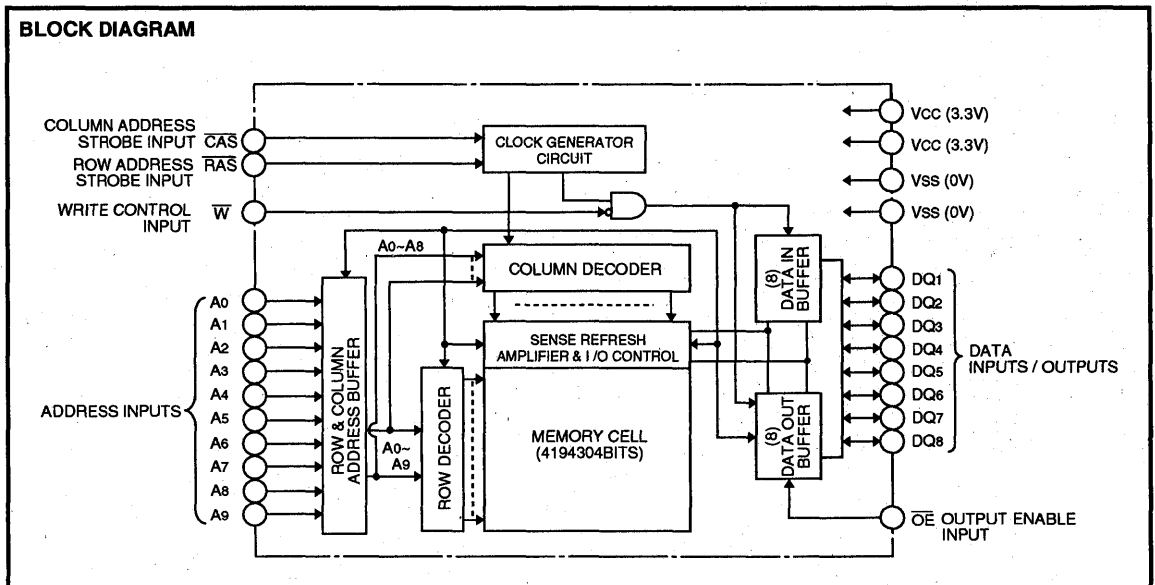 BLOCK DIAGRAM
COLUMN ADDRESS
STROBE INPUT C̅A̅S̅
ROW ADDRESS R̅A̅S̅
STROBE INPUT
WRITE CONTROL W̅
INPUT
CLOCK GENERATOR
CIRCUIT
VCC (3.3V)
VCC (3.3V)
VSS (0V)
VSS (0V)
A0~A8
COLUMN DECODER
(8)
DATA IN
BUFFER
SENSE REFRESH
AMPLIFIER & I /O CONTROL
ADDRESS INPUTS
A0
A1
A2
A3
A4
A5
A6
A7
A8
A9
ROW & COLUMN
ADDRESS BUFFER
A0~
A9
ROW DECODER
MEMORY CELL
(4194304BITS)
(8)
DATA OUT
BUFFER
DQ1
DQ2
DQ3
DQ4
DQ5
DQ6
DQ7
DQ8
DATA
INPUTS / OUTPUTS
O̅E̅ OUTPUT ENABLE
INPUT